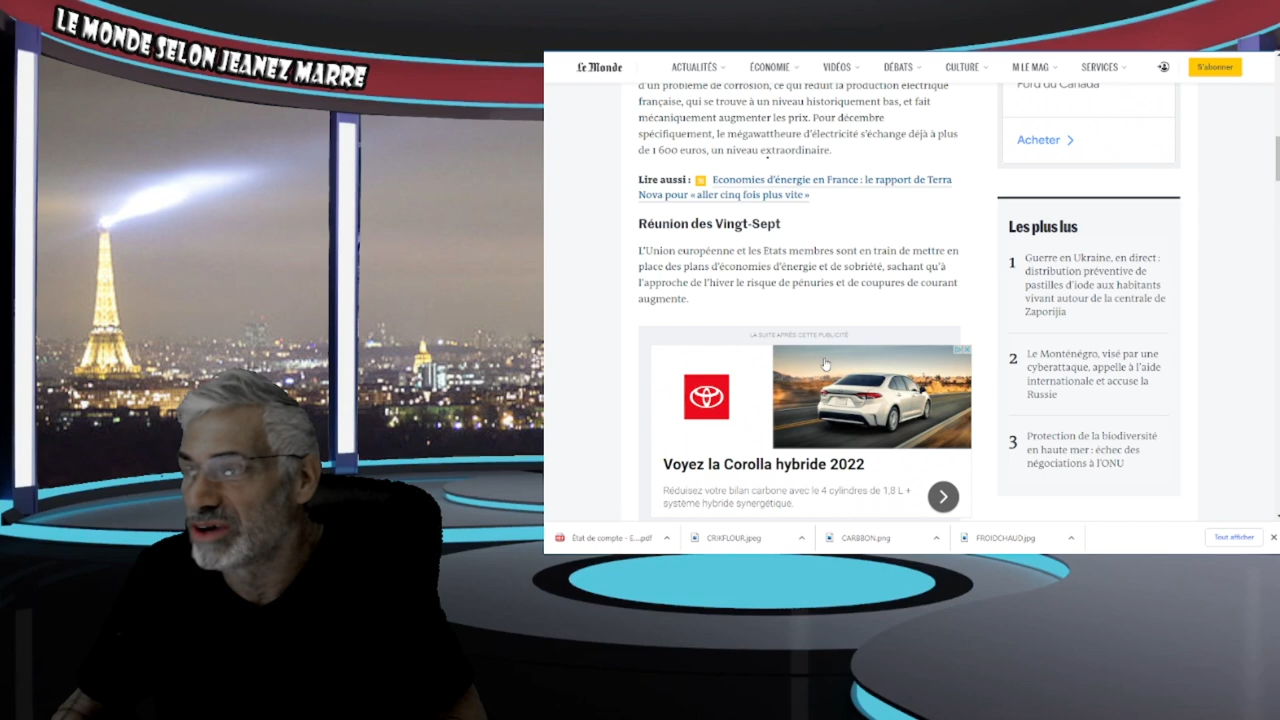 LE MONDE SELON JEANEZ MARRE
Le Monde
ACTUALITÉS
ÉCONOMIE
VIDÉOS
DÉBATS
CULTURE
M LE MAG
SERVICES
S'abonner
d'un problème de corrosion, ce qui réduit la production électrique
française, qui se trouve à un niveau historiquement bas, et fait
mécaniquement augmenter les prix. Pour décembre
spécifiquement, le mégawattheure d'électricité s'échange déjà à plus
de 1 600 euros, un niveau extraordinaire.
Lire aussi : Economies d'énergie en France : le rapport de Terra
Nova pour « aller cinq fois plus vite »
Réunion des Vingt-Sept
L'Union européenne et les Etats membres sont en train de mettre en
place des plans d'économies d'énergie et de sobriété, sachant qu'à
l'approche de l'hiver le risque de pénuries et de coupures de courant
augmente.
LA SUITE APRÈS CETTE PUBLICITÉ
Voyez la Corolla hybride 2022
Réduisez votre bilan carbone avec le 4 cylindres de 1,8 L +
système hybride synergétique.
Ford du Canada
Acheter
Les plus lus
1 Guerre en Ukraine, en direct :
distribution préventive de
pastilles d'iode aux habitants
vivant autour de la centrale de
Zaporijia
2 Le Monténégro, visé par une
cyberattaque, appelle à l'aide
internationale et accuse la
Russie
3 Protection de la biodiversité
en haute mer : échec des
négociations à l'ONU
État de compte - E....pdf
CRIKFLOUR.jpeg
CARBBON.png
FROIDCHAUD.jpg
Tout afficher